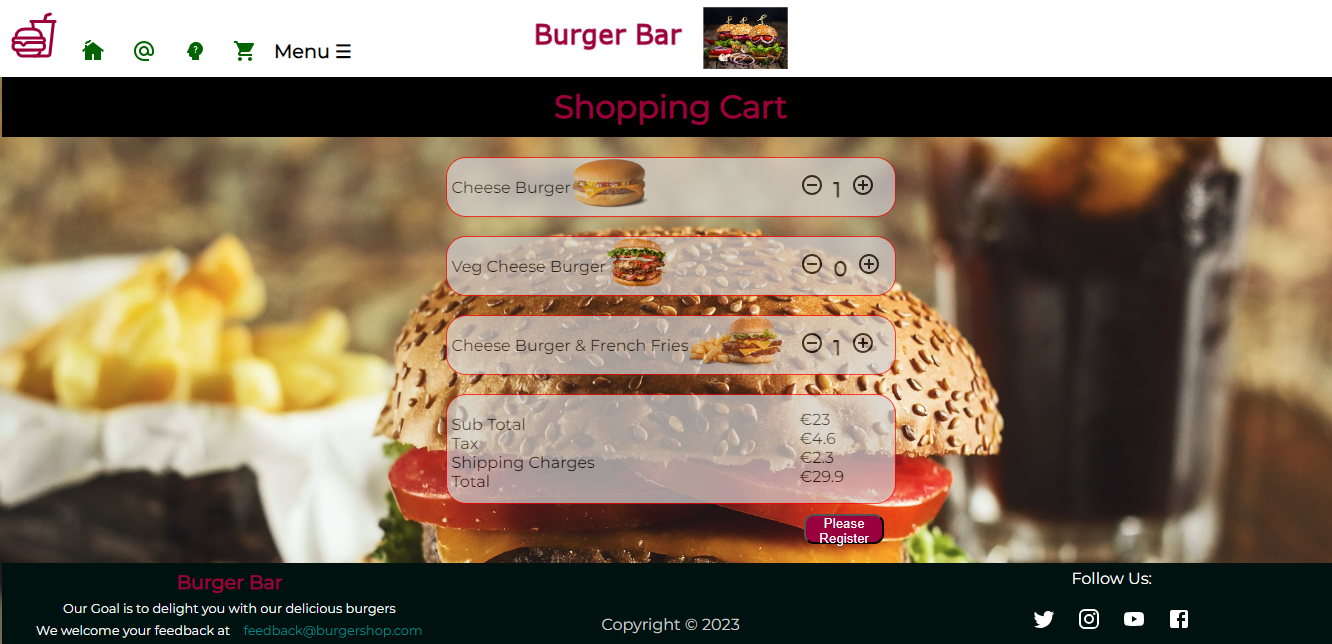 Menu ☰
Burger Bar
Shopping Cart
Cheese Burger 1
Veg Cheese Burger 0
Cheese Burger & French Fries 1
Sub Total €23
Tax €4.6
Shipping Charges €2.3
Total €29.9
Please
Register
Burger Bar
Our Goal is to delight you with our delicious burgers
We welcome your feedback at feedback@burgershop.com
Copyright © 2023
Follow Us: